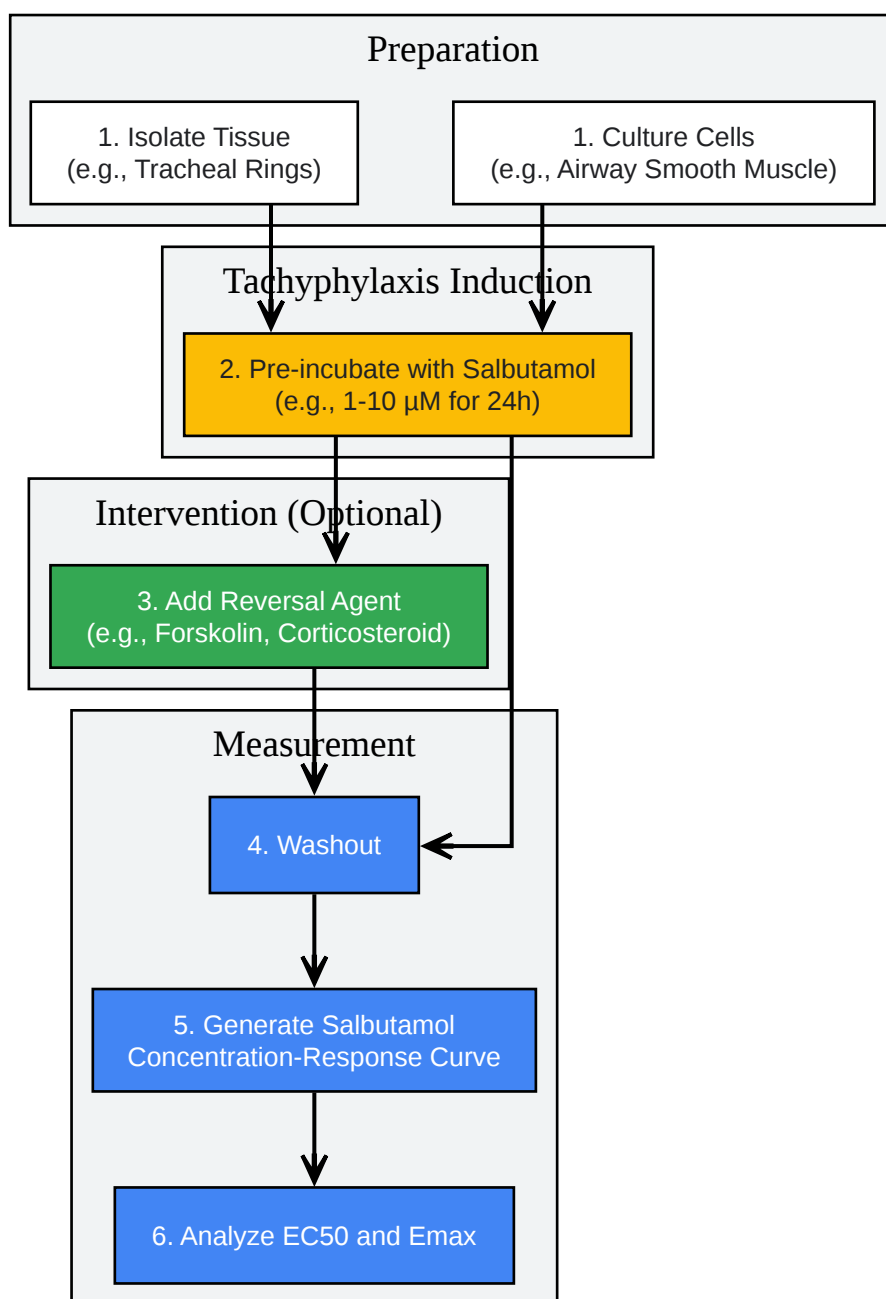 Preparation
1. Isolate Tissue
(e.g., Tracheal Rings)
1. Culture Cells
(e.g., Airway Smooth Muscle)
Tachyphylaxis Induction
2. Pre-incubate with Salbutamol
(e.g., 1-10 µM for 24h)
Intervention (Optional)
3. Add Reversal Agent
(e.g., Forskolin, Corticosteroid)
Measurement
4. Washout
5. Generate Salbutamol
Concentration-Response Curve
6. Analyze EC50 and Emax